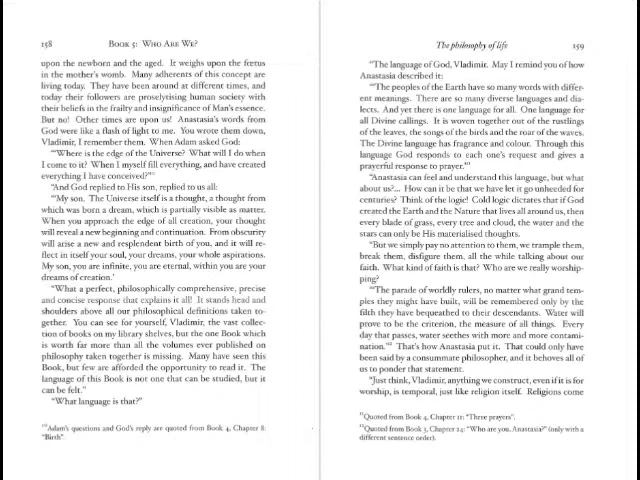 158
BOOK 5: WHO ARE WE?
upon the newborn and the aged. It weighs upon the fœtus
in the mother's womb. Many adherents of this concept are
living today. They have been around at different times, and
today their followers are proselytising human society with
their beliefs in the frailty and insignificance of Man's essence.
But no! Other times are upon us! Anastasia's words from
God were like a flash of light to me. You wrote them down,
Vladimir, I remember them. When Adam asked God:
"'Where is the edge of the Universe? What will I do when
I come to it? When I myself fill everything, and have created
everything I have conceived?'"¹⁰
"And God replied to His son, replied to us all:
"'My son. The Universe itself is a thought, a thought from
which was born a dream, which is partially visible as matter.
When you approach the edge of all creation, your thought
will reveal a new beginning and continuation. From obscurity
will arise a new and resplendent birth of you, and it will re-
flect in itself your soul, your dreams, your whole aspirations.
My son, you are infinite, you are eternal, within you are your
dreams of creation.'
"What a perfect, philosophically comprehensive, precise
and concise response that explains it all! It stands head and
shoulders above all our philosophical definitions taken to-
gether. You can see for yourself, Vladimir, the vast collec-
tion of books on my library shelves, but the one Book which
is worth far more than all the volumes ever published on
philosophy taken together is missing. Many have seen this
Book, but few are afforded the opportunity to read it. The
language of this Book is not one that can be studied, but it
can be felt."
"What language is that?"
¹⁰Adam's questions and God's reply are quoted from Book 4, Chapter 8:
"Birth".
The philosophy of life
159
"The language of God, Vladimir. May I remind you of how
Anastasia described it:
"'The peoples of the Earth have so many words with differ-
ent meanings. There are so many diverse languages and dia-
lects. And yet there is one language for all. One language for
all Divine callings. It is woven together out of the rustlings
of the leaves, the songs of the birds and the roar of the waves.
The Divine language has fragrance and colour. Through this
language God responds to each one's request and gives a
prayerful response to prayer.'¹¹
"Anastasia can feel and understand this language, but what
about us?... How can it be that we have let it go unheeded for
centuries? Think of the logic! Cold logic dictates that if God
created the Earth and the Nature that lives all around us, then
every blade of grass, every tree and cloud, the water and the
stars can only be His materialised thoughts.
"But we simply pay no attention to them, we trample them,
break them, disfigure them, all the while talking about our
faith. What kind of faith is that? Who are we really worship-
ping?
"'The parade of worldly rulers, no matter what grand tem-
ples they might have built, will be remembered only by the
filth they have bequeathed to their descendants. Water will
prove to be the criterion, the measure of all things. Every
day that passes, water seethes with more and more contami-
nation.'¹² That's how Anastasia put it. That could only have
been said by a consummate philosopher, and it behoves all of
us to ponder that statement.
"Just think, Vladimir, anything we construct, even if it is for
worship, is temporal, just like religion itself. Religions come
¹¹Quoted from Book 4, Chapter 11: "Three prayers".
¹²Quoted from Book 3, Chapter 24: "Who are you, Anastasia?" (only with a
different sentence order).